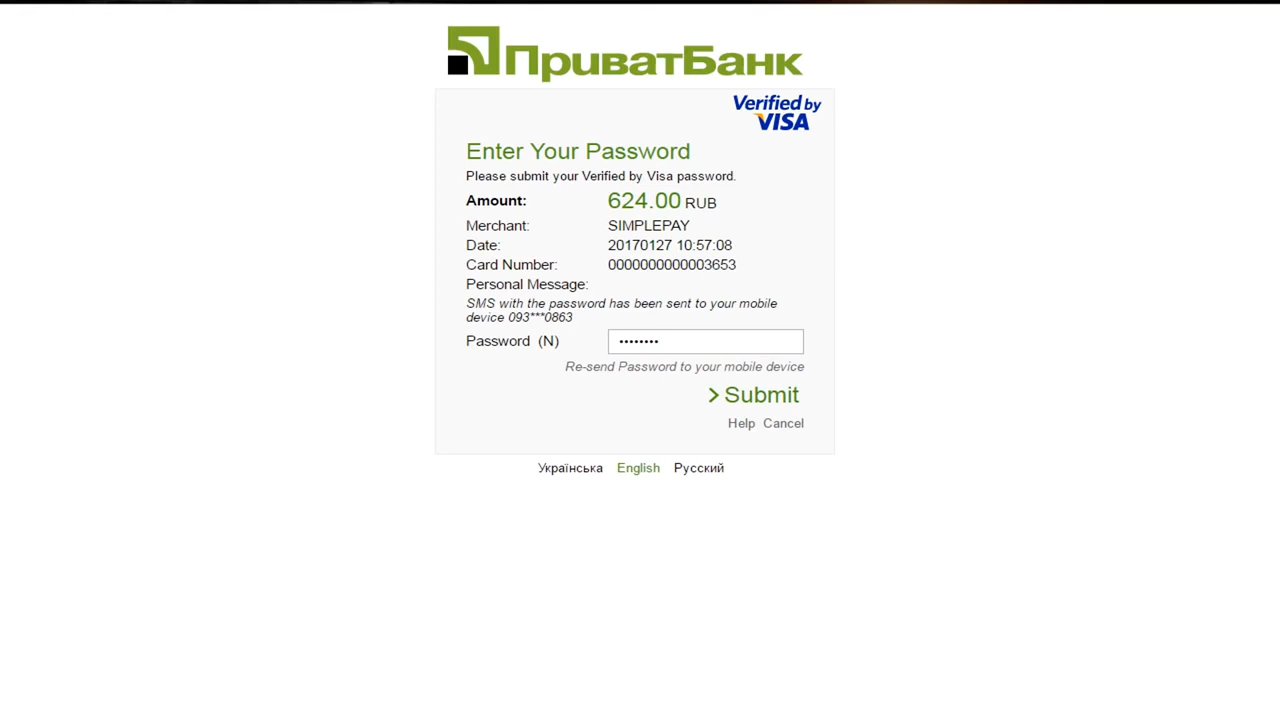 ПриватБанк
Verified by
VISA
Enter Your Password
Please submit your Verified by Visa password.
Amount: 624.00 RUB
Merchant: SIMPLEPAY
Date: 20170127 10:57:08
Card Number: 0000000000003653
Personal Message:
SMS with the password has been sent to your mobile
device 093***0863
Password (N) ••••••••
Re-send Password to your mobile device
> Submit
Help Cancel
Українська English Русский